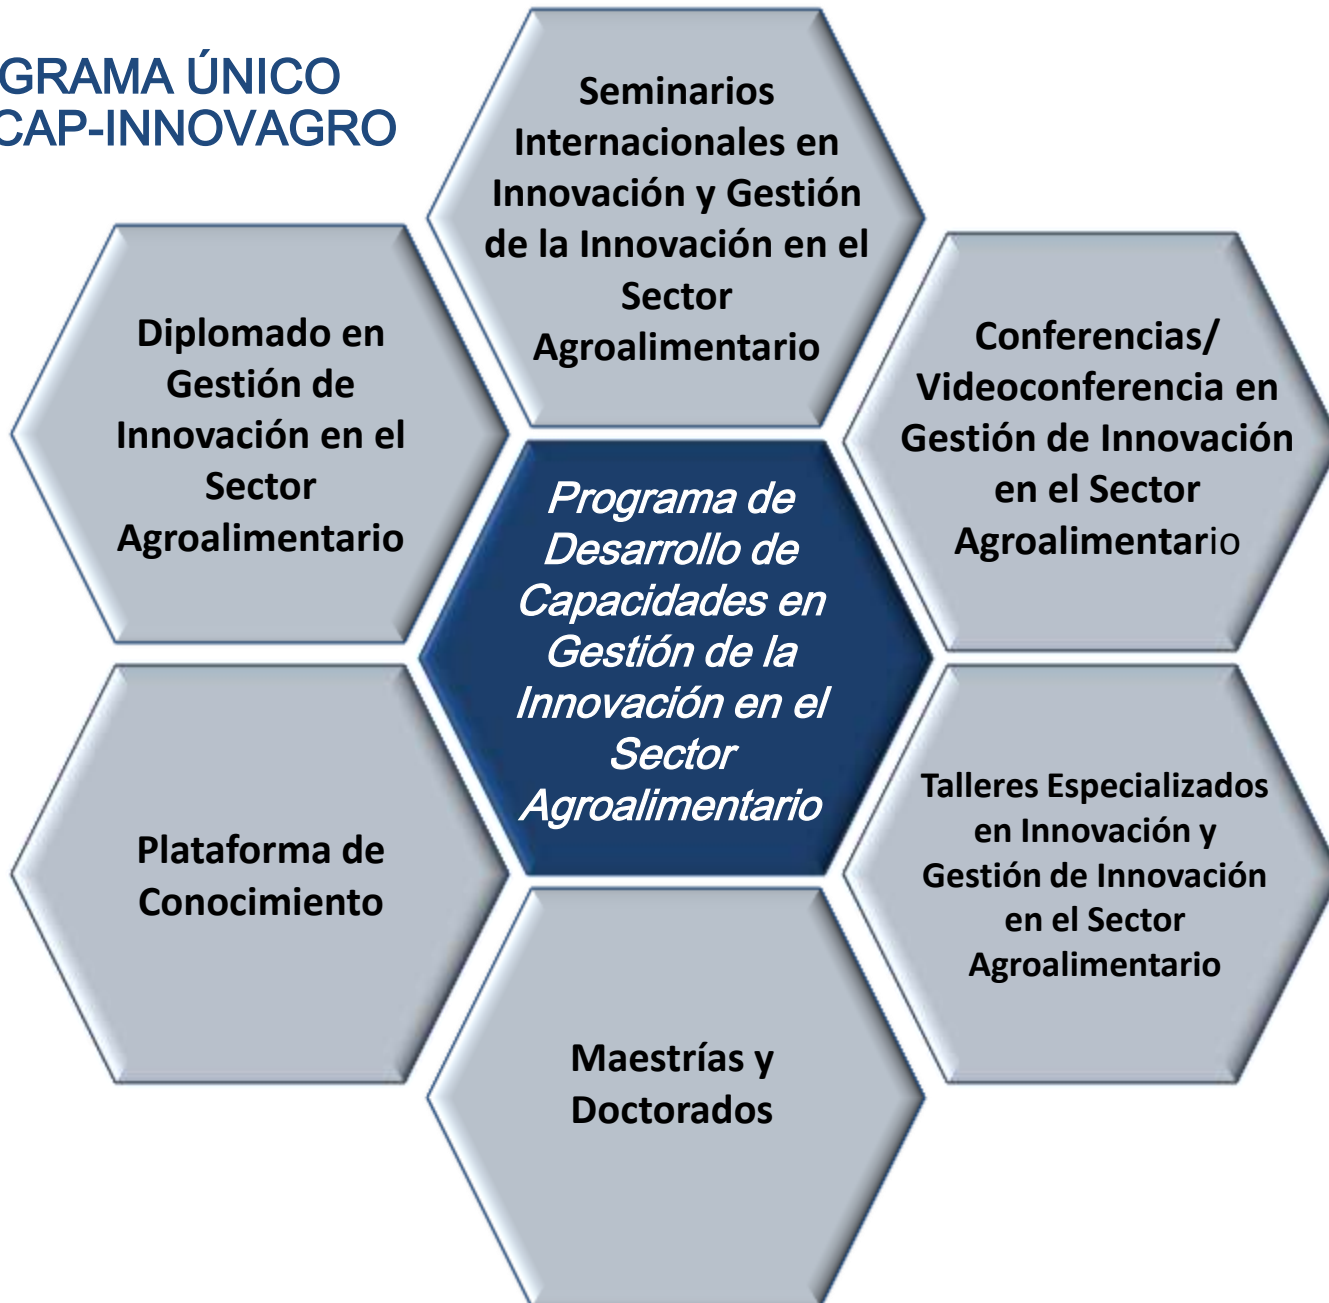 GRAMA ÚNICO
CAP-INNOVAGRO
Seminarios
Internacionales en
Innovación y Gestión
de la Innovación en el
Sector
Agroalimentario
Conferencias/
Videoconferencia en
Gestión de Innovación
en el Sector
Agroalimentario
Talleres Especializados
en Innovación y
Gestión de Innovación
en el Sector
Agroalimentario
Maestrías y
Doctorados
Plataforma de
Conocimiento
Diplomado en
Gestión de
Innovación en el
Sector
Agroalimentario
Programa de
Desarrollo de
Capacidades en
Gestión de la
Innovación en el
Sector
Agroalimentario